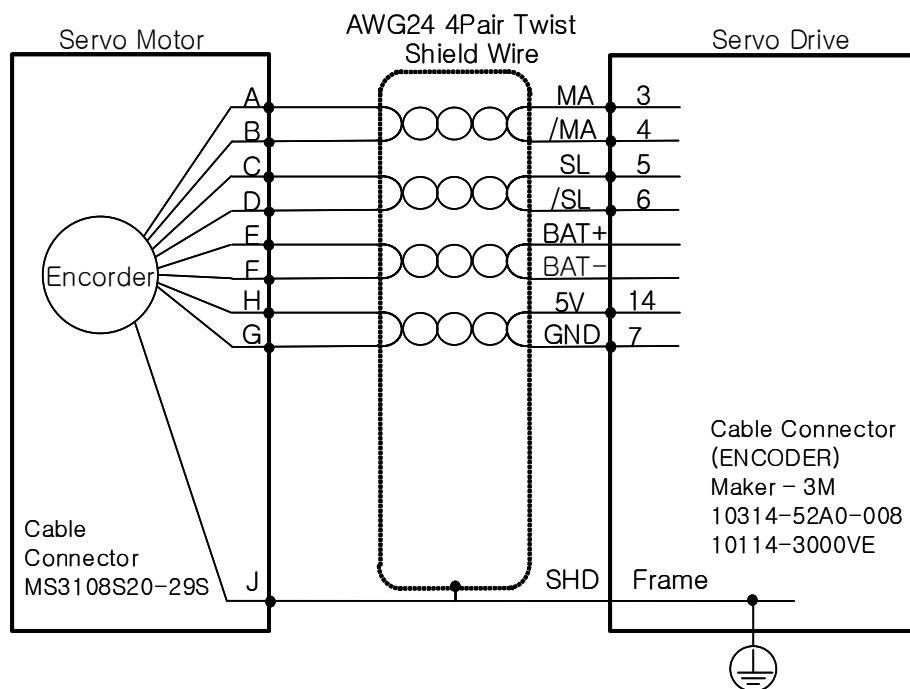 AWG24 4Pair Twist
Shield Wire
Servo Motor
Servo Drive
A MA 3
B /MA 4
C SL 5
D /SL 6
E BAT+
F BAT-
H 5V 14
G GND 7
Encorder
Cable Connector
(ENCODER)
Maker - 3M
10314-52A0-008
10114-3000VE
Cable
Connector
MS3108S20-29S
J SHD Frame